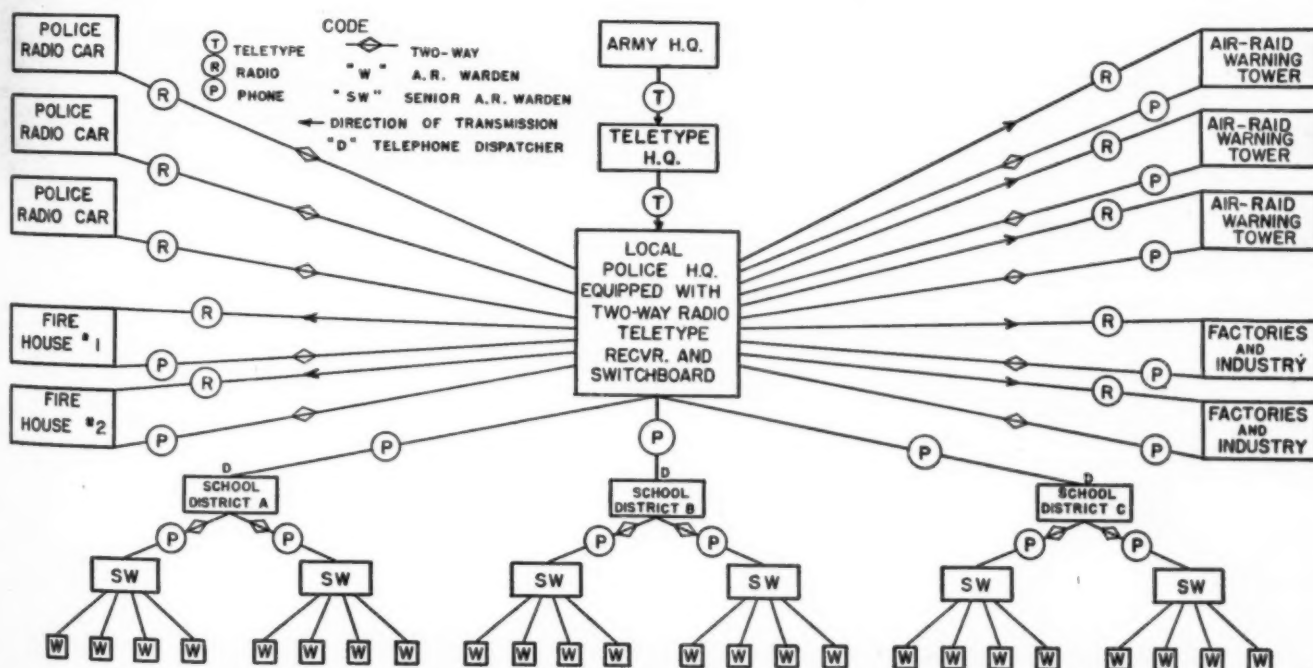 POLICE
RADIO CAR
POLICE
RADIO CAR
POLICE
RADIO CAR
FIRE
HOUSE #1
FIRE
HOUSE #2
CODE
T TELETYPE
R RADIO
P PHONE
TWO-WAY
"W" A.R. WARDEN
"SW" SENIOR A.R. WARDEN
DIRECTION OF TRANSMISSION
"D" TELEPHONE DISPATCHER
ARMY H.Q.
T
TELETYPE
H.Q.
T
LOCAL
POLICE H.Q.
EQUIPPED WITH
TWO-WAY RADIO
TELETYPE
RECVR. AND
SWITCHBOARD
R
R
R
R
P
R
P
R
P
R
P
R
P
R
P
R
P
AIR-RAID
WARNING
TOWER
AIR-RAID
WARNING
TOWER
AIR-RAID
WARNING
TOWER
FACTORIES
AND
INDUSTRY
FACTORIES
AND
INDUSTRY
P
P
P
D
SCHOOL
DISTRICT A
D
SCHOOL
DISTRICT B
D
SCHOOL
DISTRICT C
P P
P P
P P
SW SW
SW SW
SW SW
W W W W W W W W
W W W W W W W W
W W W W W W W W